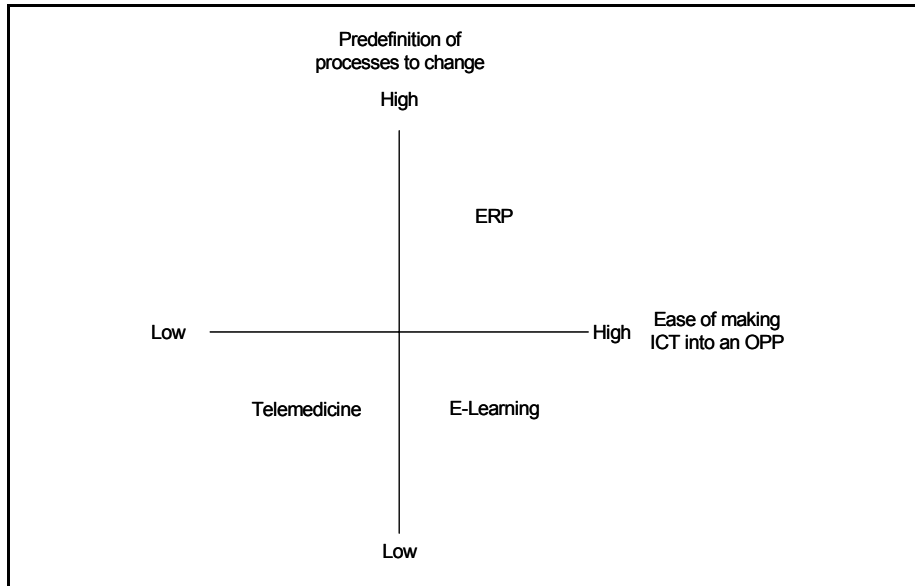 Predefinition of
processes to change
High
ERP
Low
High
Ease of making
ICT into an OPP
Telemedicine
E-Learning
Low